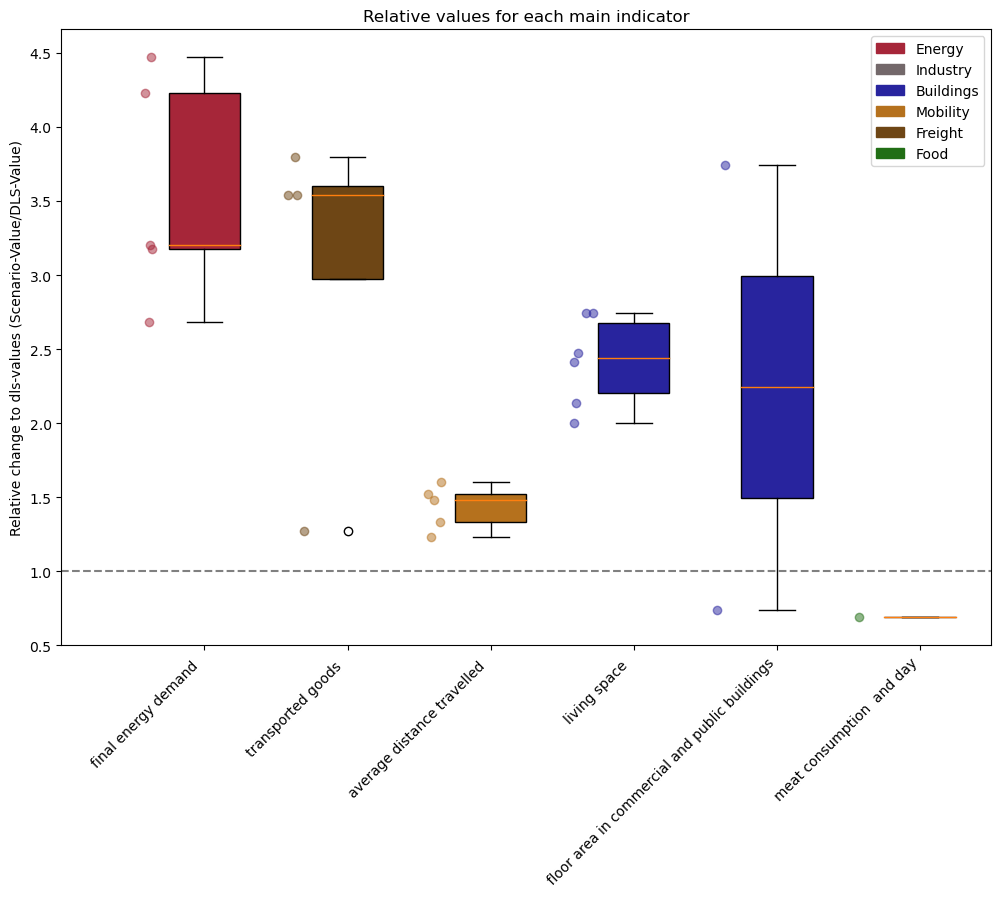 Relative values for each main indicator
Relative change to dls-values (Scenario-Value/DLS-Value)
4.5
4.0
3.5
3.0
2.5
2.0
1.5
1.0
0.5
Energy
Industry
Buildings
Mobility
Freight
Food
final energy demand
transported goods
average distance travelled
living space
floor area in commercial and public buildings
meat consumption  and day